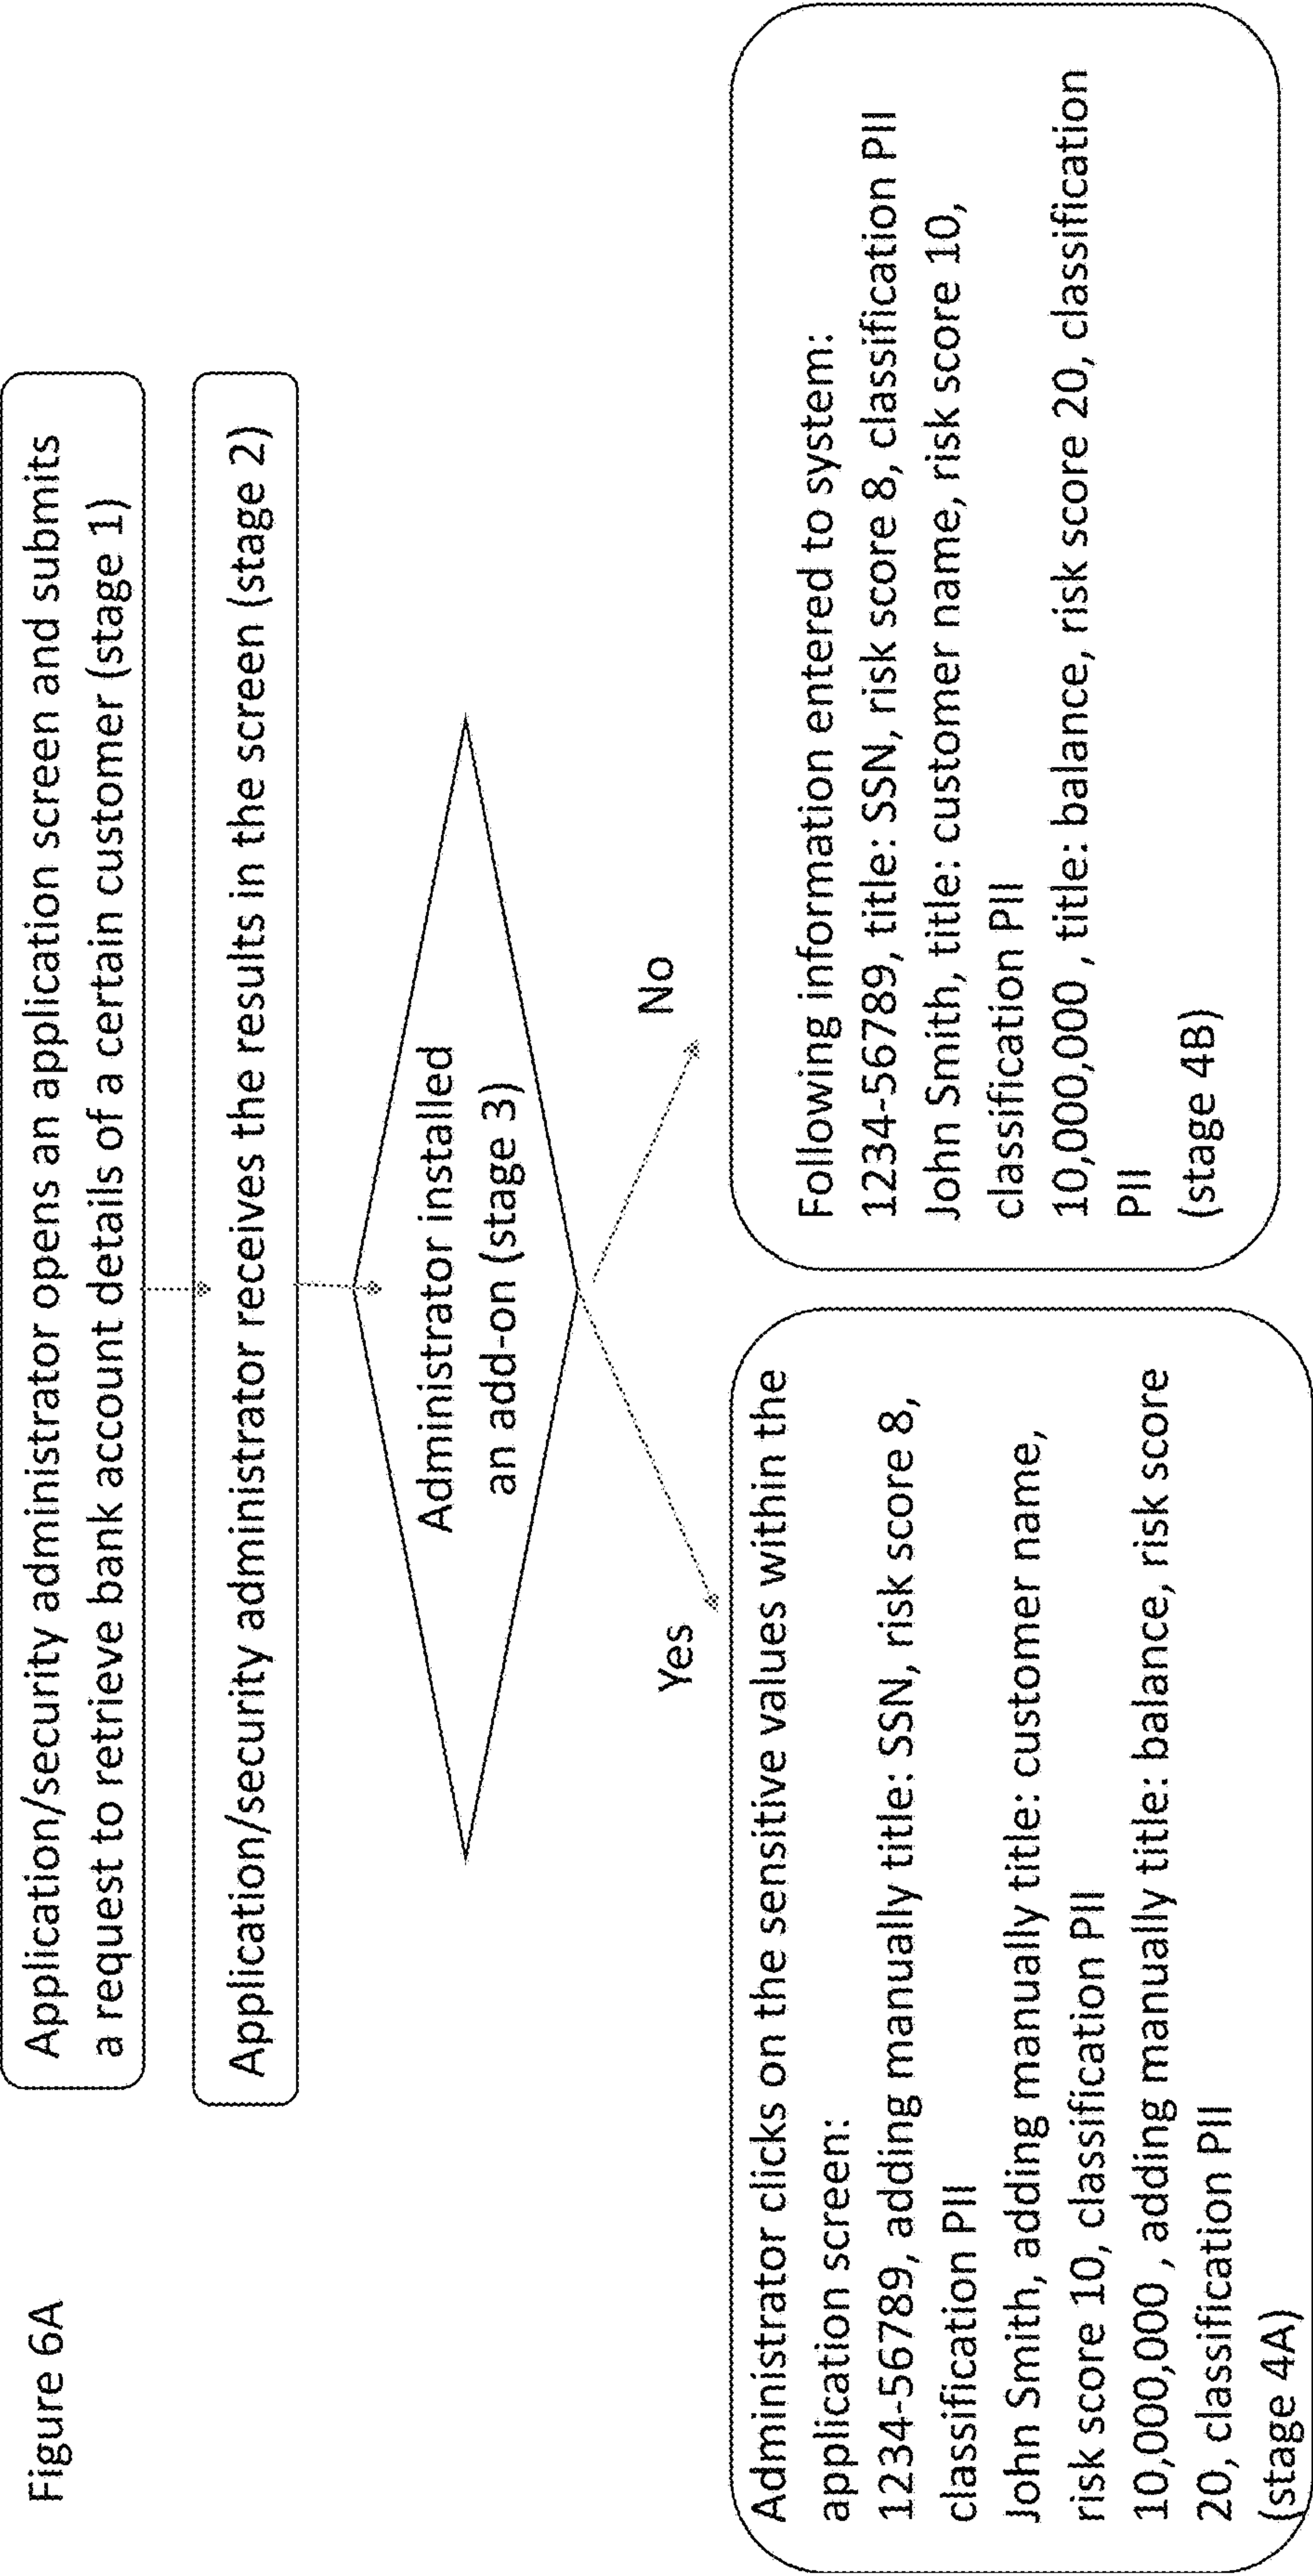 Figure 6A
Application/security administrator opens an application screen and submits
a request to retrieve bank account details of a certain customer (stage 1)
Application/security administrator receives the results in the screen (stage 2)
Administrator installed
an add-on (stage 3)
Yes
No
Administrator clicks on the sensitive values within the
application screen:
1234-56789, adding manually title: SSN, risk score 8,
classification PII
John Smith, adding manually title: customer name,
risk score 10, classification PII
10,000,000 , adding manually title: balance, risk score
20, classification PII
(stage 4A)
Following information entered to system:
1234-56789, title: SSN, risk score 8, classification PII
John Smith, title: customer name, risk score 10,
classification PII
10,000,000 , title: balance, risk score 20, classification
PII
(stage 4B)